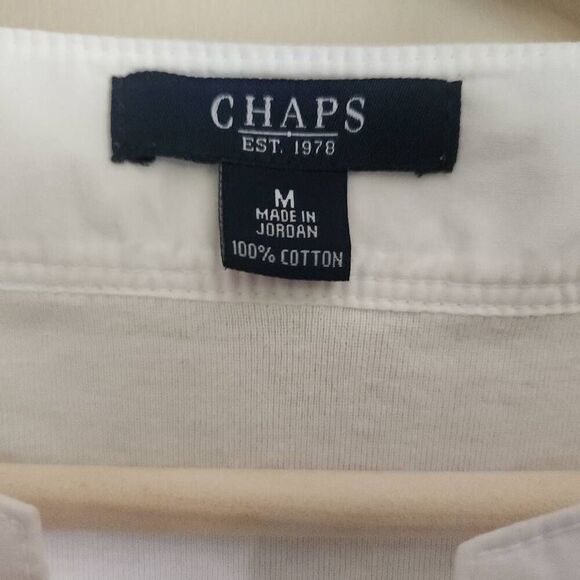 CHAPS
EST. 1978
M
MADE IN
JORDAN
100% COTTON